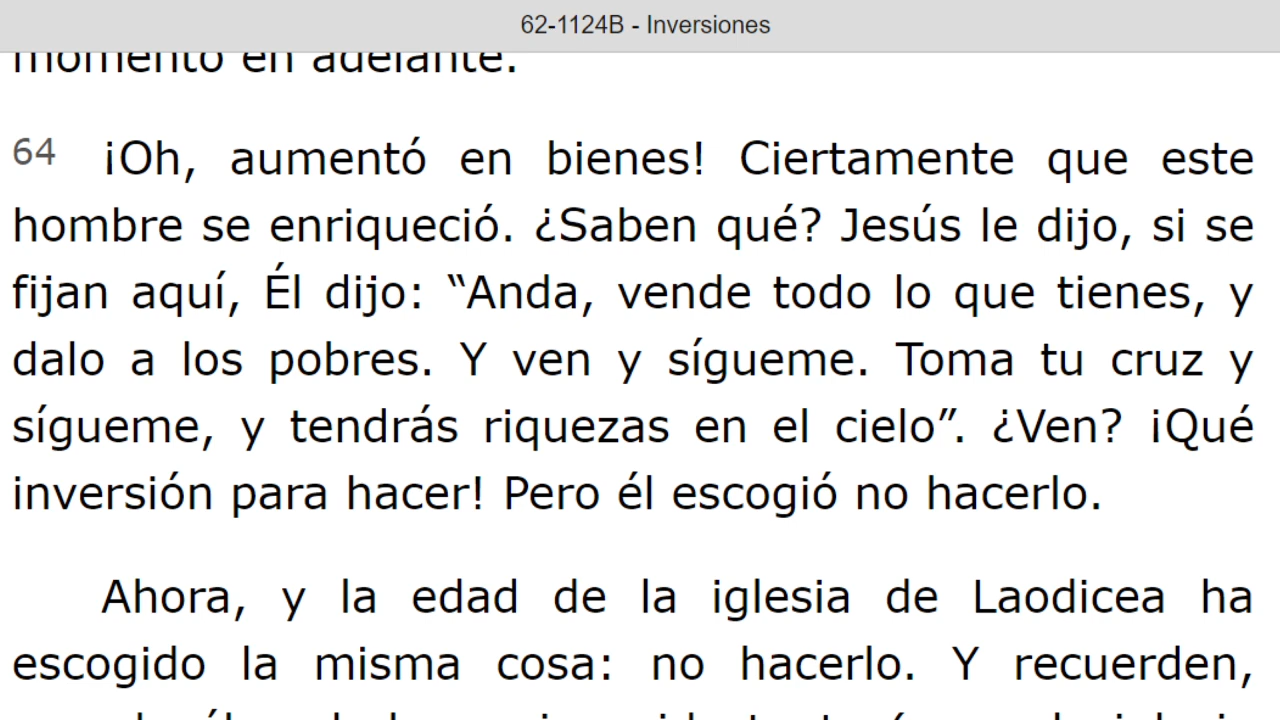 62-1124B - Inversiones
momento en adelante.
64 ¡Oh, aumentó en bienes! Ciertamente que este
hombre se enriqueció. ¿Saben qué? Jesús le dijo, si se
fijan aquí, Él dijo: “Anda, vende todo lo que tienes, y
dalo a los pobres. Y ven y sígueme. Toma tu cruz y
sígueme, y tendrás riquezas en el cielo”. ¿Ven? ¡Qué
inversión para hacer! Pero él escogió no hacerlo.
Ahora, y la edad de la iglesia de Laodicea ha
escogido la misma cosa: no hacerlo. Y recuerden,